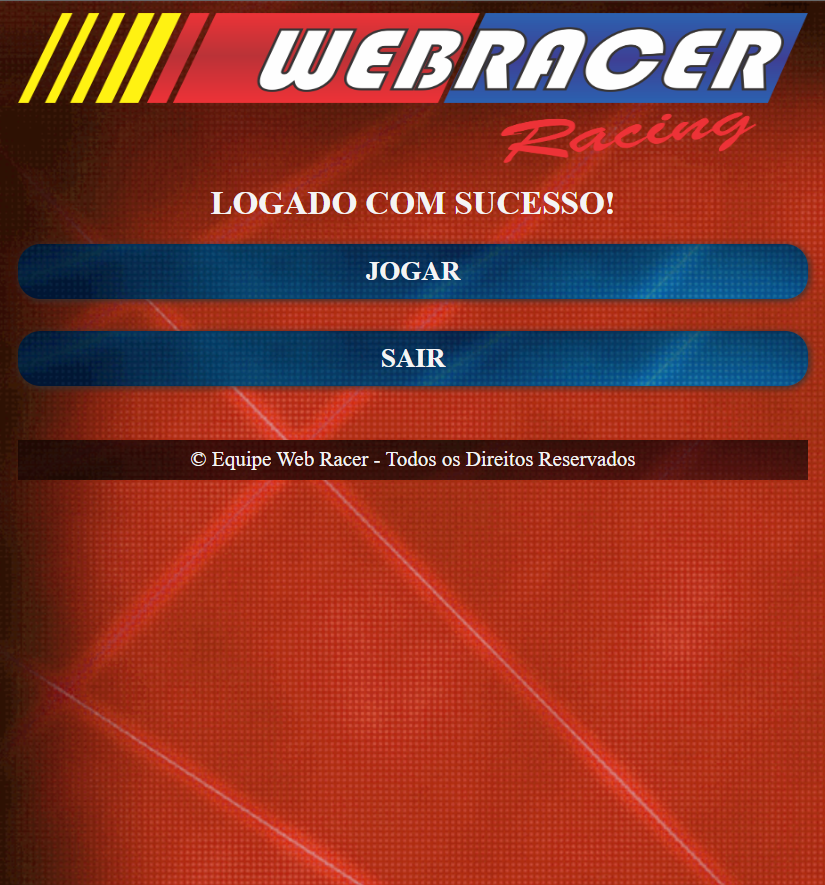 WEBRACER
Racing
LOGADO COM SUCESSO!
JOGAR
SAIR
© Equipe Web Racer - Todos os Direitos Reservados